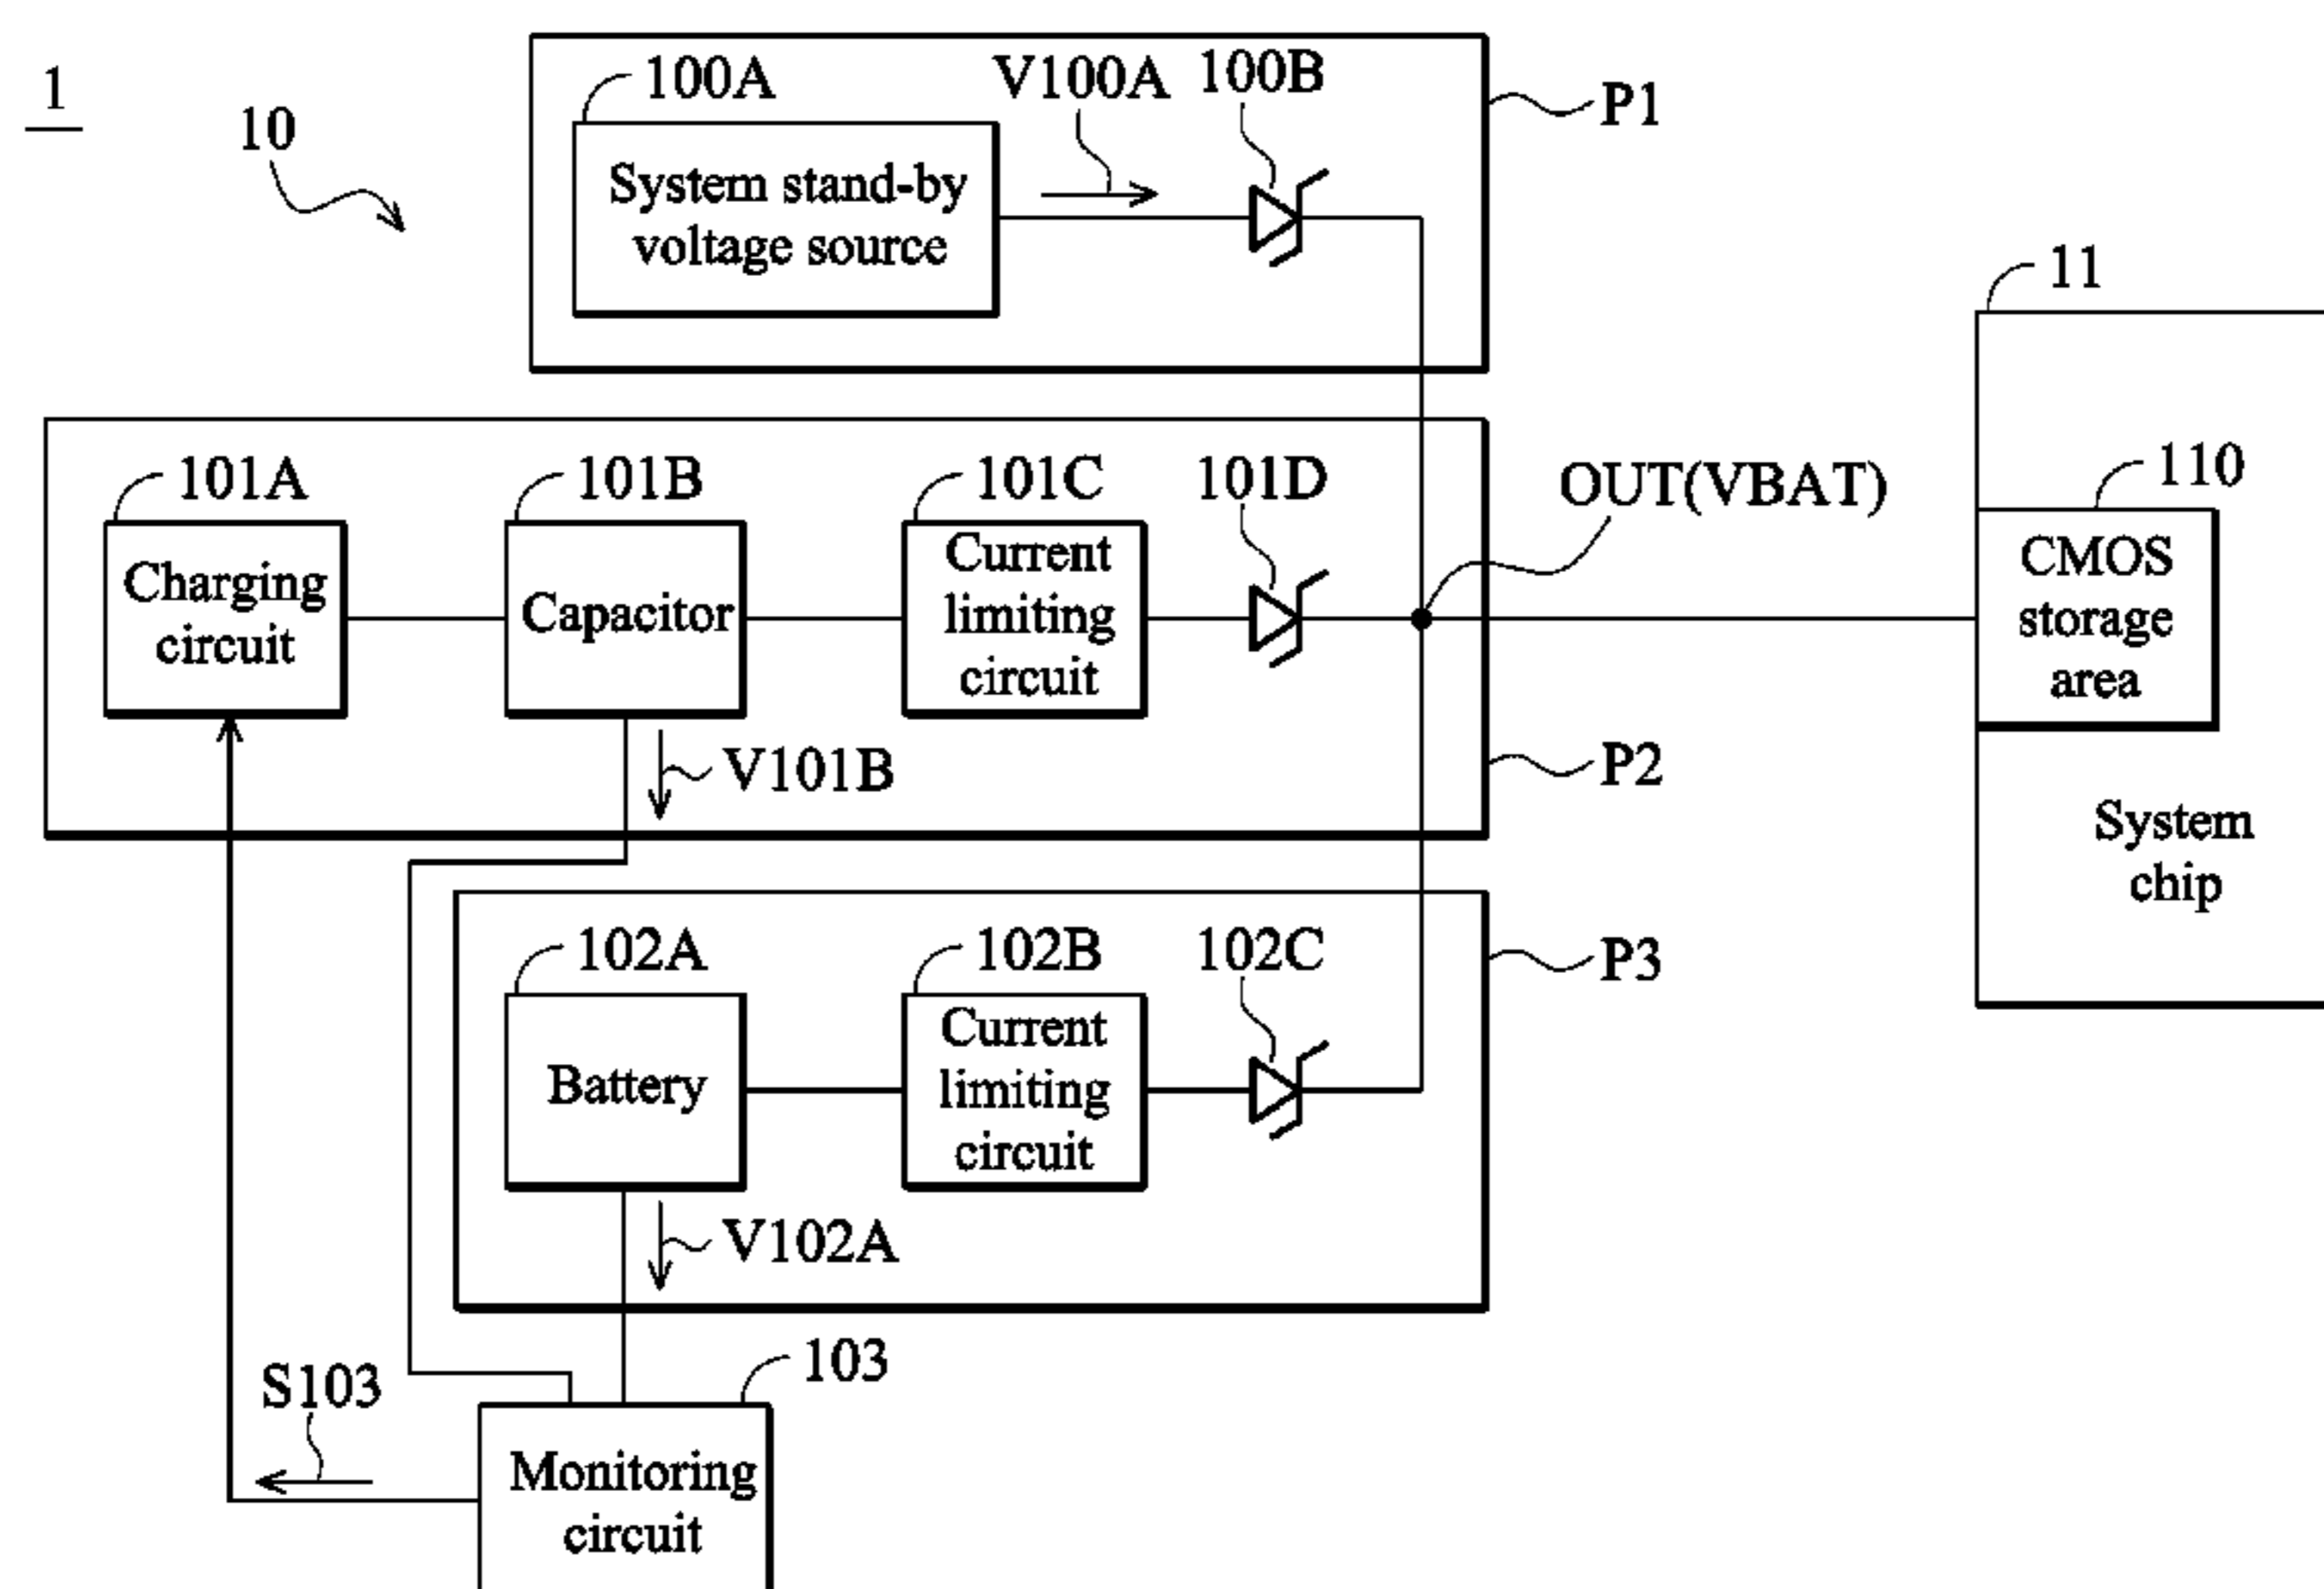 1
10
100A
V100A
100B
P1
System stand-by
voltage source
11
101A
101B
101C
101D
OUT(VBAT)
110
Charging
circuit
Capacitor
Current
limiting
circuit
CMOS
storage
area
V101B
P2
System
chip
102A
102B
102C
P3
Battery
Current
limiting
circuit
V102A
103
S103
Monitoring
circuit